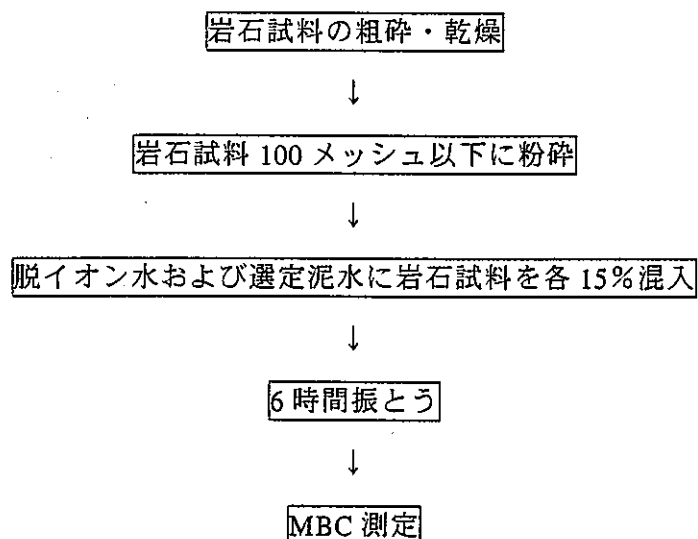 岩石試料の粗砕・乾燥
↓
岩石試料 100 メッシュ以下に粉砕
↓
脱イオン水および選定泥水に岩石試料を各 15%混入
↓
6 時間振とう
↓
MBC 測定